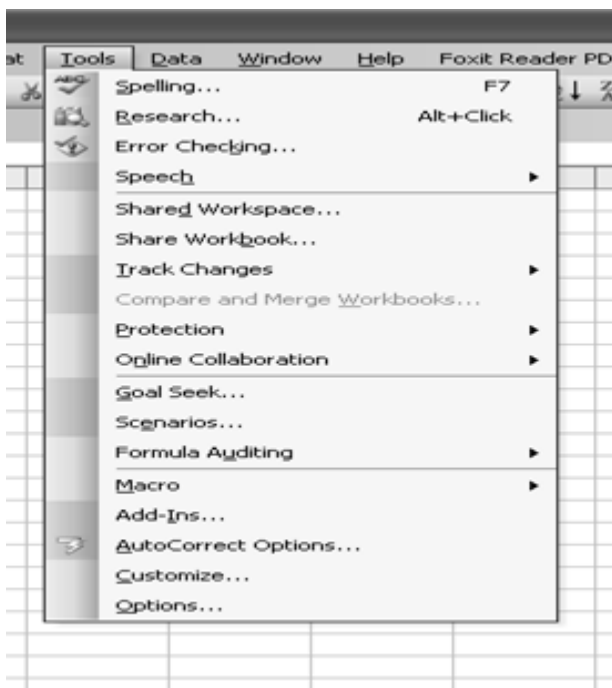 at Tools Data Window Help Foxit Reader PD
ABC
Spelling... F7
Research... Alt+Click
Error Checking...
Speech
Shared Workspace...
Share Workbook...
Track Changes
Compare and Merge Workbooks...
Protection
Online Collaboration
Goal Seek...
Scenarios...
Formula Auditing
Macro
Add-Ins...
AutoCorrect Options...
Customize...
Options...